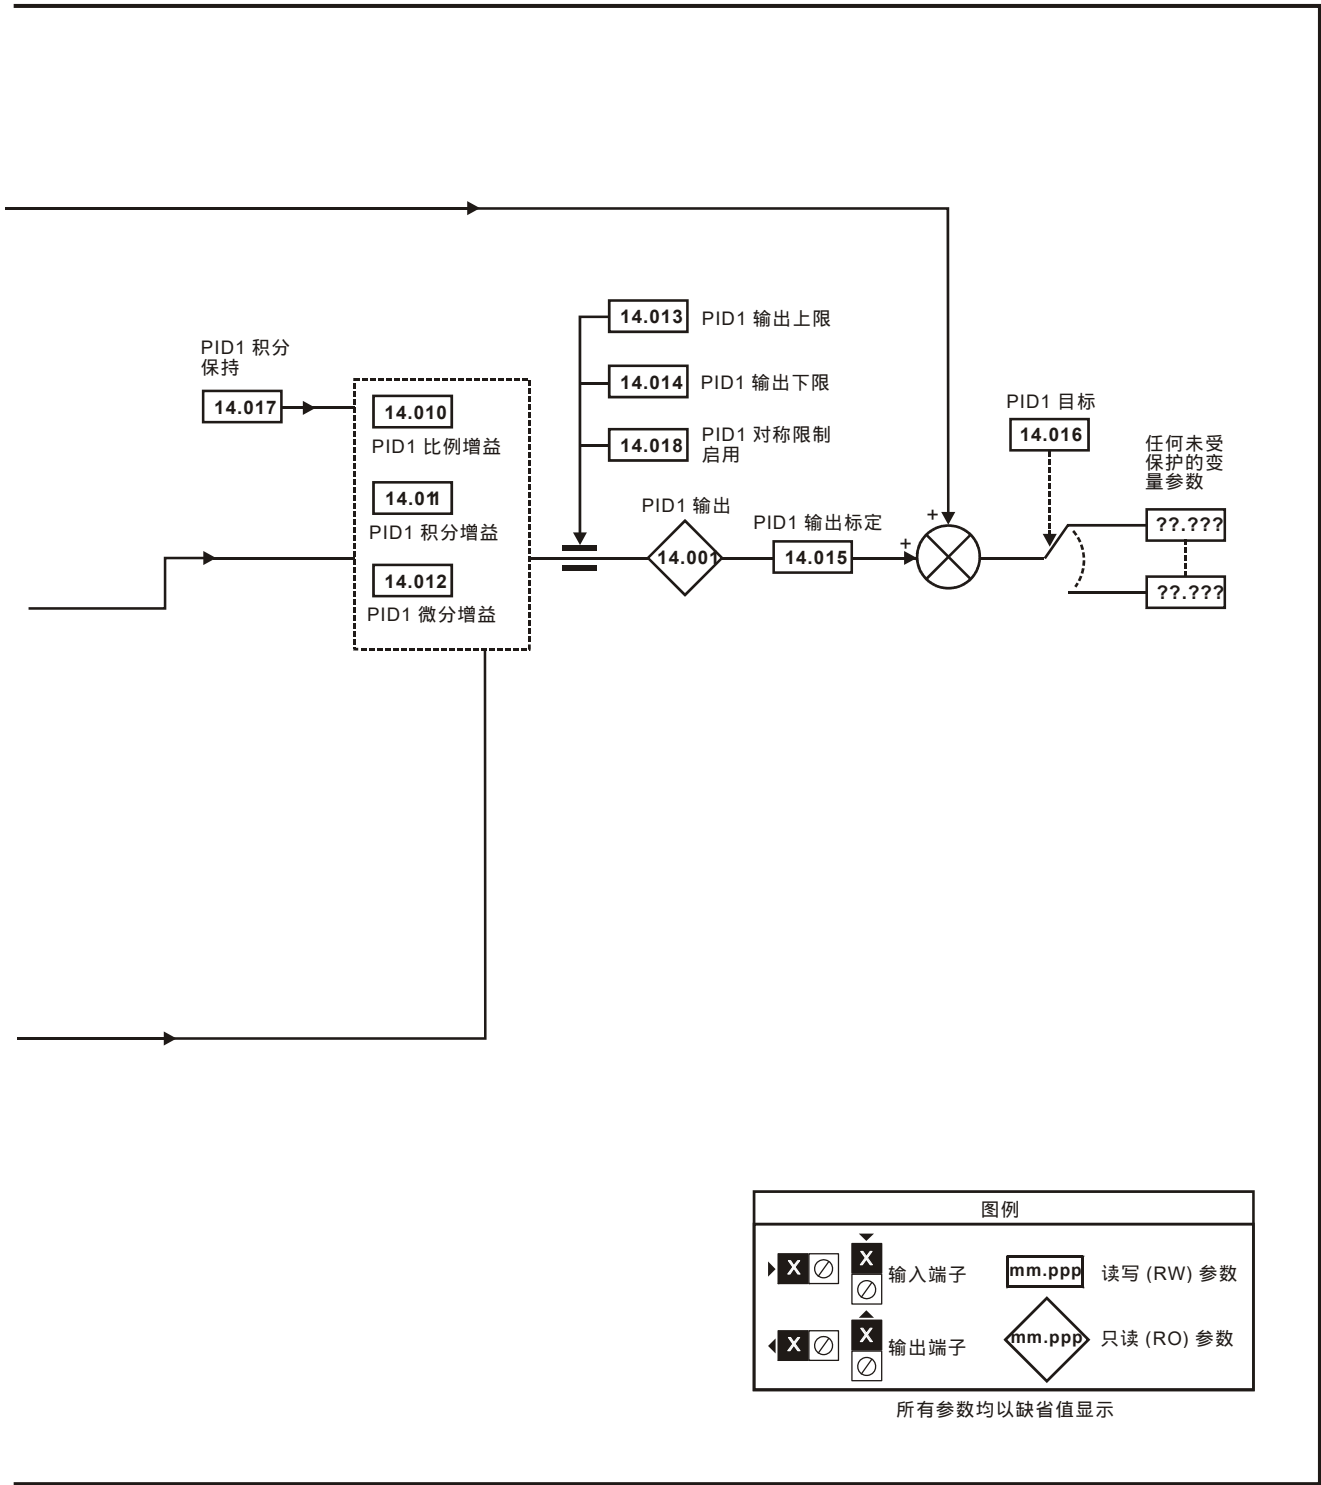 14.013 PID1 输出上限
PID1 积分
保持
14.014 PID1 输出下限
14.017
14.010
PID1 比例增益
14.018 PID1 对称限制
启用
PID1 目标
14.016
任何未受
保护的变
量参数
14.011
PID1 积分增益
PID1 输出
PID1 输出标定
+
+
??.???
14.001
14.015
14.012
PID1 微分增益
??.???
图例
X
X
输入端子
mm.ppp 读写 (RW) 参数
X
X
输出端子
mm.ppp 只读 (RO) 参数
所有参数均以缺省值显示